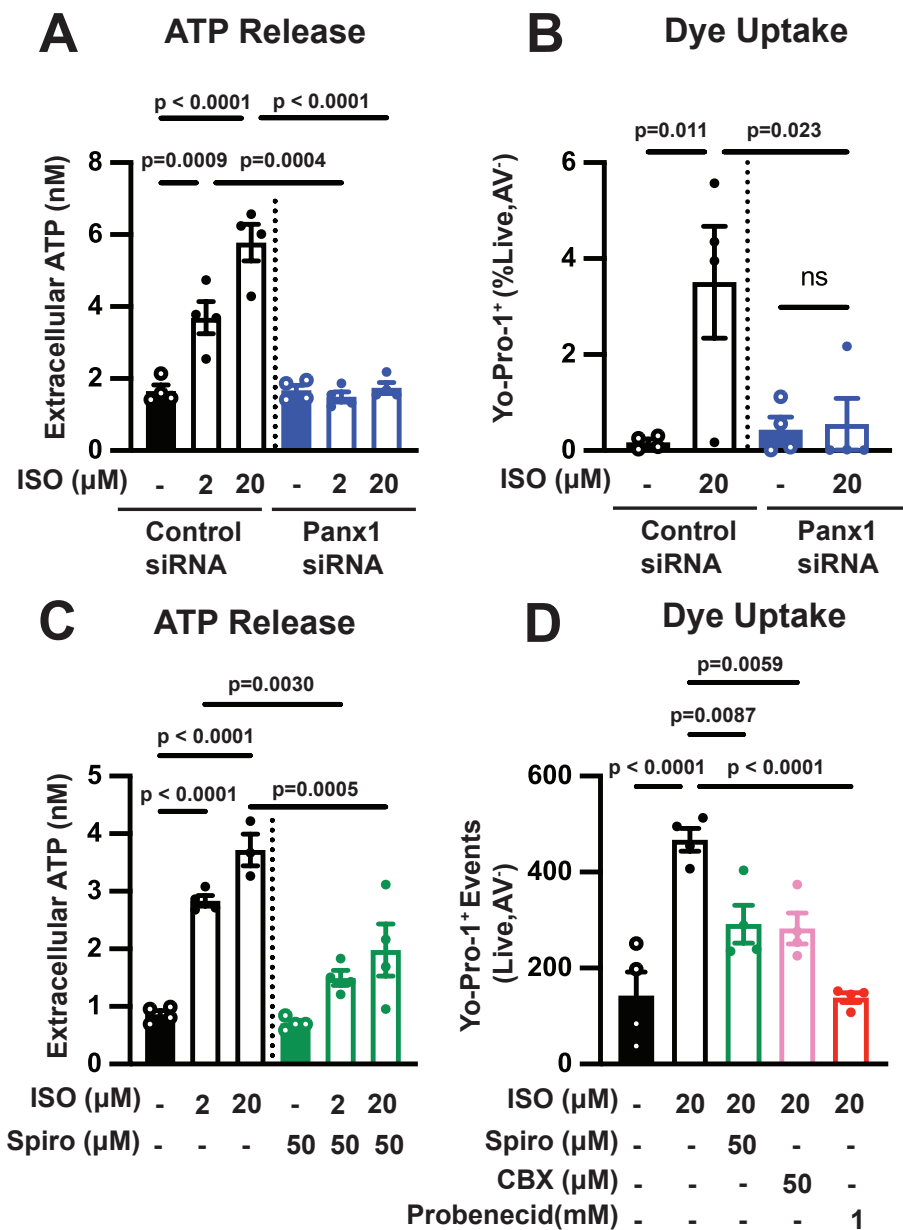 A
ATP Release
p < 0.0001
p < 0.0001
p=0.0009
p=0.0004
Extracellular ATP (nM)
8
6
4
2
0
ISO (µM)
-
2
20
-
2
20
Control
siRNA
Panx1
siRNA
B
Dye Uptake
p=0.011
p=0.023
ns
Yo-Pro-1⁺ (%Live,AV⁻)
6
4
2
0
ISO (µM)
-
20
-
20
Control
siRNA
Panx1
siRNA
C
ATP Release
p=0.0030
p < 0.0001
p < 0.0001
p=0.0005
Extracellular ATP (nM)
5
4
3
2
1
0
ISO (µM) - 2 20 - 2 20
Spiro (µM) - - - 50 50 50
D
Dye Uptake
p=0.0059
p=0.0087
p < 0.0001
p < 0.0001
Yo-Pro-1⁺ Events
(Live,AV⁻)
600
400
200
0
ISO (µM) - 20 20 20 20
Spiro (µM) - - 50 - -
CBX (µM) - - - 50 -
Probenecid(mM) - - - - 1